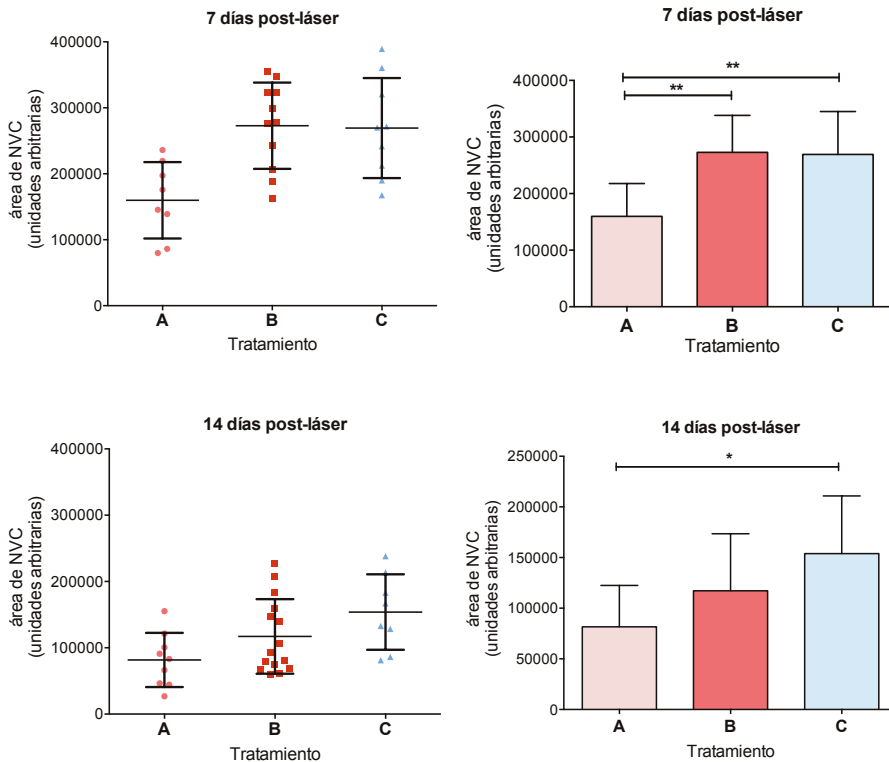 7 días post-láser
400000
300000
200000
100000
0
área de NVC
(unidades arbitrarias)
A
B
C
Tratamiento
7 días post-láser
**
**
400000
300000
200000
100000
0
área de NVC
(unidades arbitrarias)
A
B
C
Tratamiento
14 días post-láser
400000
300000
200000
100000
0
área de NVC
(unidades arbitrarias)
A
B
C
Tratamiento
14 días post-láser
*
250000
200000
150000
100000
50000
0
área de NVC
(unidades arbitrarias)
A
B
C
Tratamiento